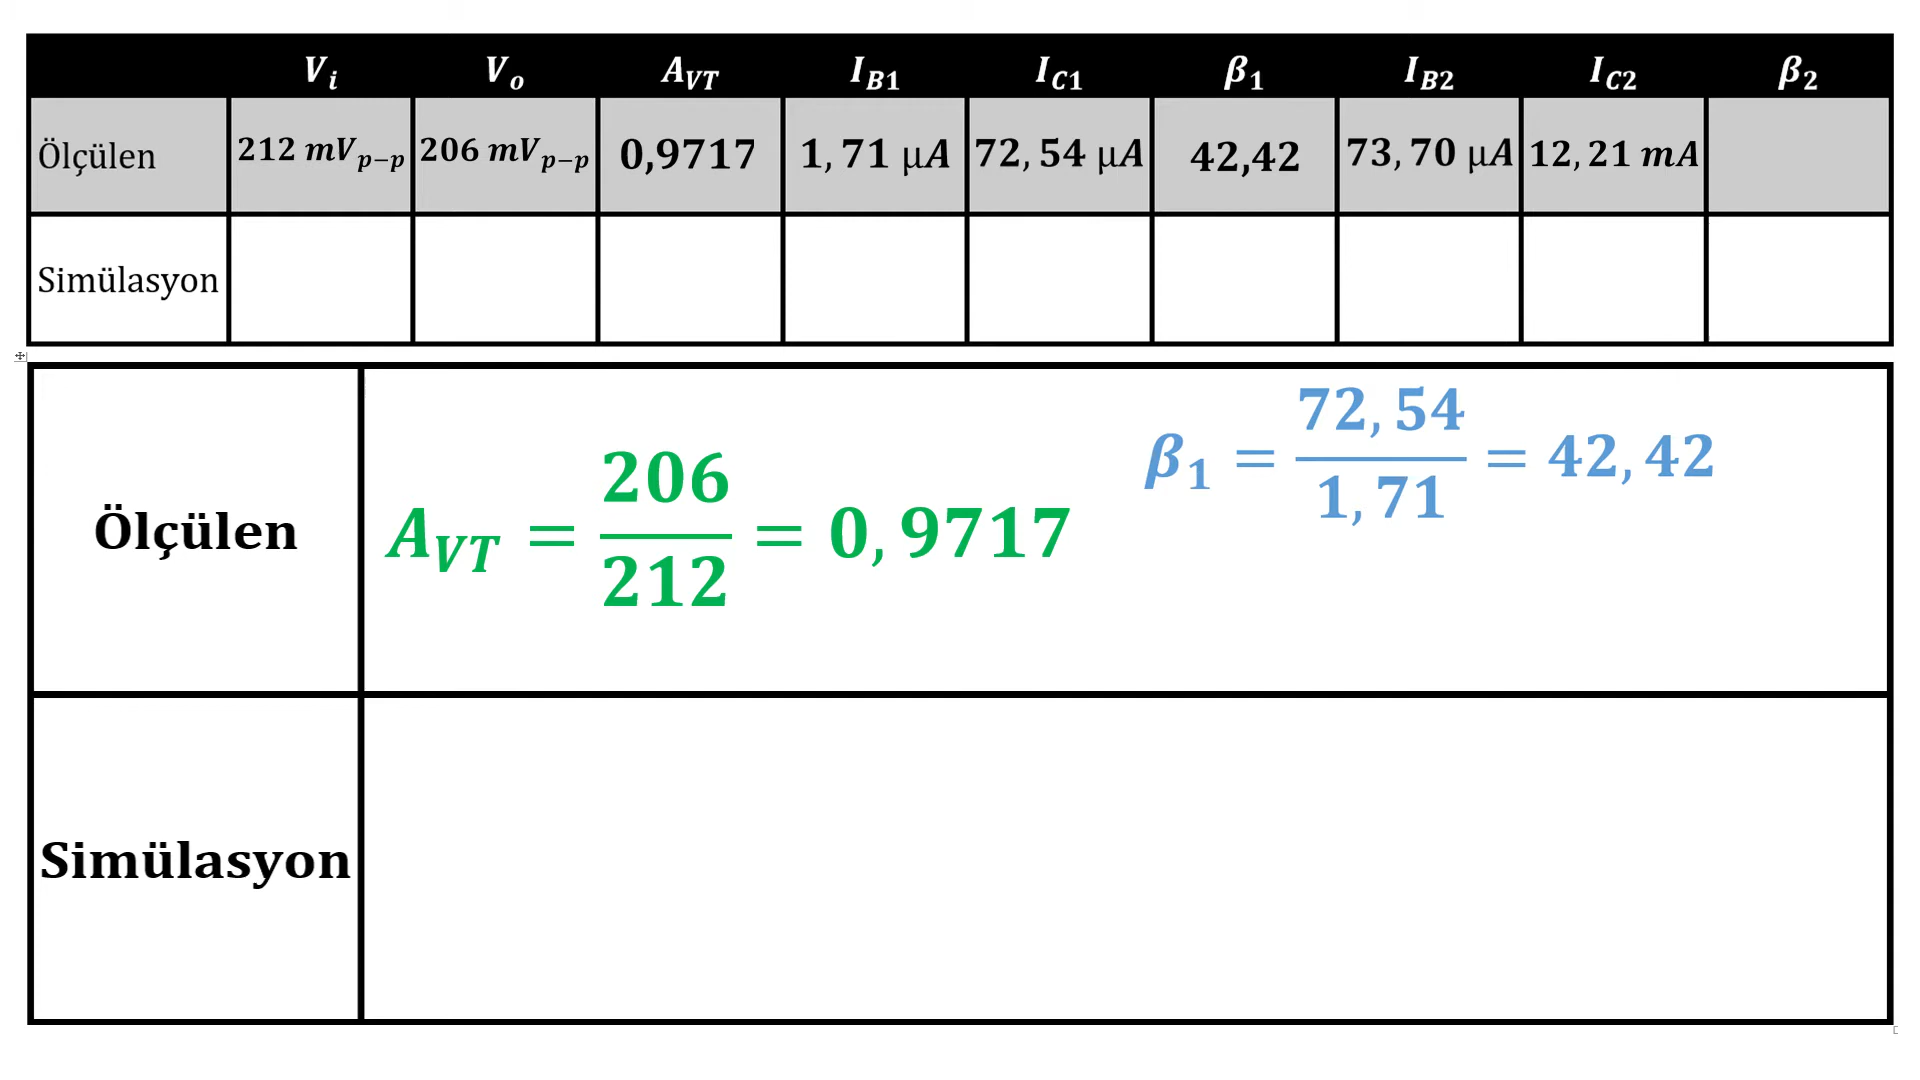 V_i V_o A_VT I_B1 I_C1 β_1 I_B2 I_C2 β_2
Ölçülen 212 mV_p−p 206 mV_p−p 0,9717 1,71 μA 72,54 μA 42,42 73,70 μA 12,21 mA
Simülasyon
Ölçülen
A_VT = 206/212 = 0,9717
β_1 = 72,54/1,71 = 42,42
Simülasyon